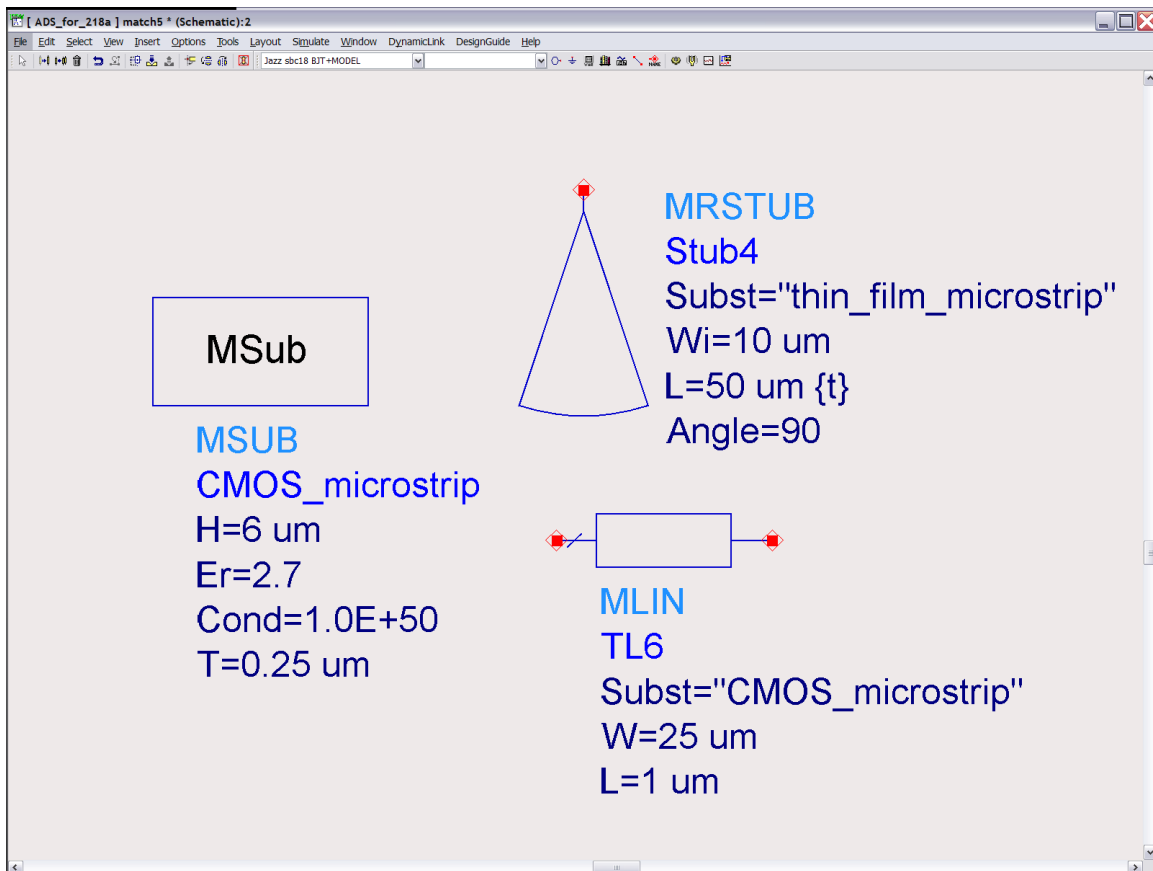 [ ADS_for_218a ] match5 * (Schematic):2
File Edit Select View Insert Options Tools Layout Simulate Window DynamicLink DesignGuide Help
Jazz sbc18 BJT+MODEL
MSub
MSUB
CMOS_microstrip
H=6 um
Er=2.7
Cond=1.0E+50
T=0.25 um
MRSTUB
Stub4
Subst="thin_film_microstrip"
Wi=10 um
L=50 um {t}
Angle=90
MLIN
TL6
Subst="CMOS_microstrip"
W=25 um
L=1 um